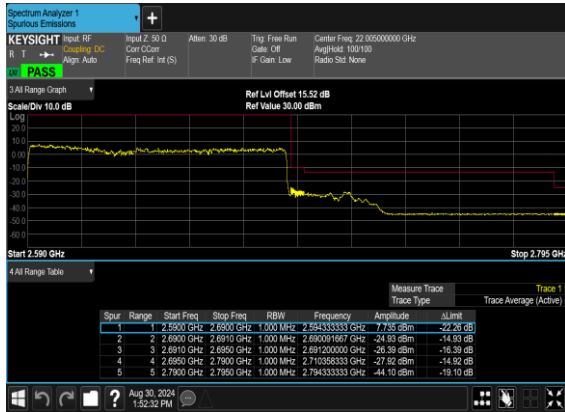 Spectrum Analyzer 1
Spurious Emissions
KEYSIGHT
R T
LW
PASS
Input: RF
Coupling: DC
Align: Auto
Input Z: 50 Ω
Corr CCorr
Freq Ref: Int (S)
Atten: 30 dB
Trig: Free Run
Gate: Off
IF Gain: Low
Center Freq: 22.005000000 GHz
Avg|Hold: 100/100
Radio Std: None
3 All Range Graph
Scale/Div 10.0 dB
Ref Lvl Offset 15.52 dB
Ref Value 30.00 dBm
Log
20.0
10.0
0.00
-10.0
-20.0
-30.0
-40.0
-50.0
-60.0
Start 2.590 GHz
Stop 2.795 GHz
4 All Range Table
Measure Trace Trace 1
Trace Type Trace Average (Active)
Spur Range Start Freq Stop Freq RBW Frequency Amplitude ΔLimit
1 1 2.5900 GHz 2.6900 GHz 1.000 MHz 2.594333333 GHz 7.735 dBm -22.26 dB
2 2 2.6900 GHz 2.6910 GHz 1.000 MHz 2.690091667 GHz -24.93 dBm -14.93 dB
3 3 2.6910 GHz 2.6950 GHz 1.000 MHz 2.691200000 GHz -26.39 dBm -16.39 dB
4 4 2.6950 GHz 2.7900 GHz 1.000 MHz 2.710358333 GHz -27.92 dBm -14.92 dB
5 5 2.7900 GHz 2.7950 GHz 1.000 MHz 2.794333333 GHz -44.10 dBm -19.10 dB
Aug 30, 2024
1:52:32 PM